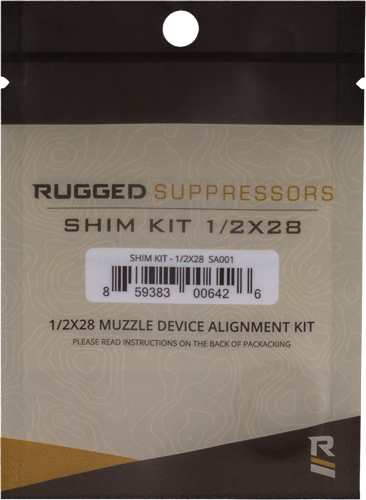 RUGGED SUPPRESSORS
SHIM KIT 1/2X28
SHIM KIT - 1/2X28 SA001
8 59383 00642 6
1/2X28 MUZZLE DEVICE ALIGNMENT KIT
PLEASE READ INSTRUCTIONS ON THE BACK OF PACKACKING
R